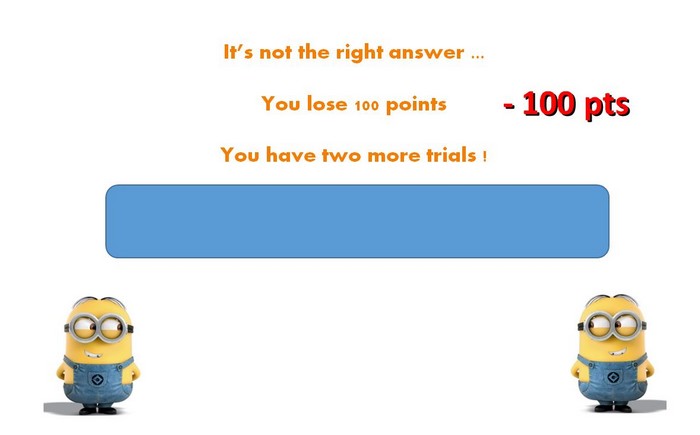 It's not the right answer ...
You lose 100 points
- 100 pts
You have two more trials !